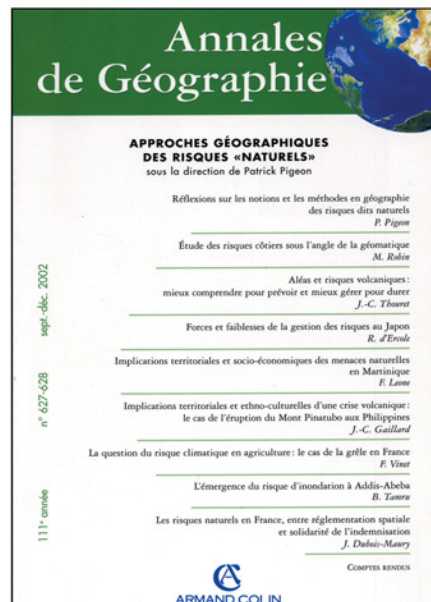 Annales
de Géographie
APPROCHES GÉOGRAPHIQUES
DES RISQUES «NATURELS»
sous la direction de Patrick Pigeon
Réflexions sur les notions et les méthodes en géographie
des risques dits naturels
P. Pigeon
Étude des risques côtiers sous l'angle de la géomatique
M. Robin
Aléas et risques volcaniques :
mieux comprendre pour prévoir et mieux gérer pour durer
J.-C. Thouret
Forces et faiblesses de la gestion des risques au Japon
R. d'Ercole
Implications territoriales et socio-économiques des menaces naturelles
en Martinique
F. Leone
Implications territoriales et ethno-culturelles d'une crise volcanique :
le cas de l'éruption du Mont Pinatubo aux Philippines
J.-C. Gaillard
La question du risque climatique en agriculture : le cas de la grêle en France
F. Vinet
L'émergence du risque d'inondation à Addis-Abeba
B. Tamru
Les risques naturels en France, entre réglementation spatiale
et solidarité de l'indemnisation
J. Dubois-Maury
COMPTES RENDUS
111e année n° 627-628 sept.-déc. 2002
AC
ARMAND COLIN